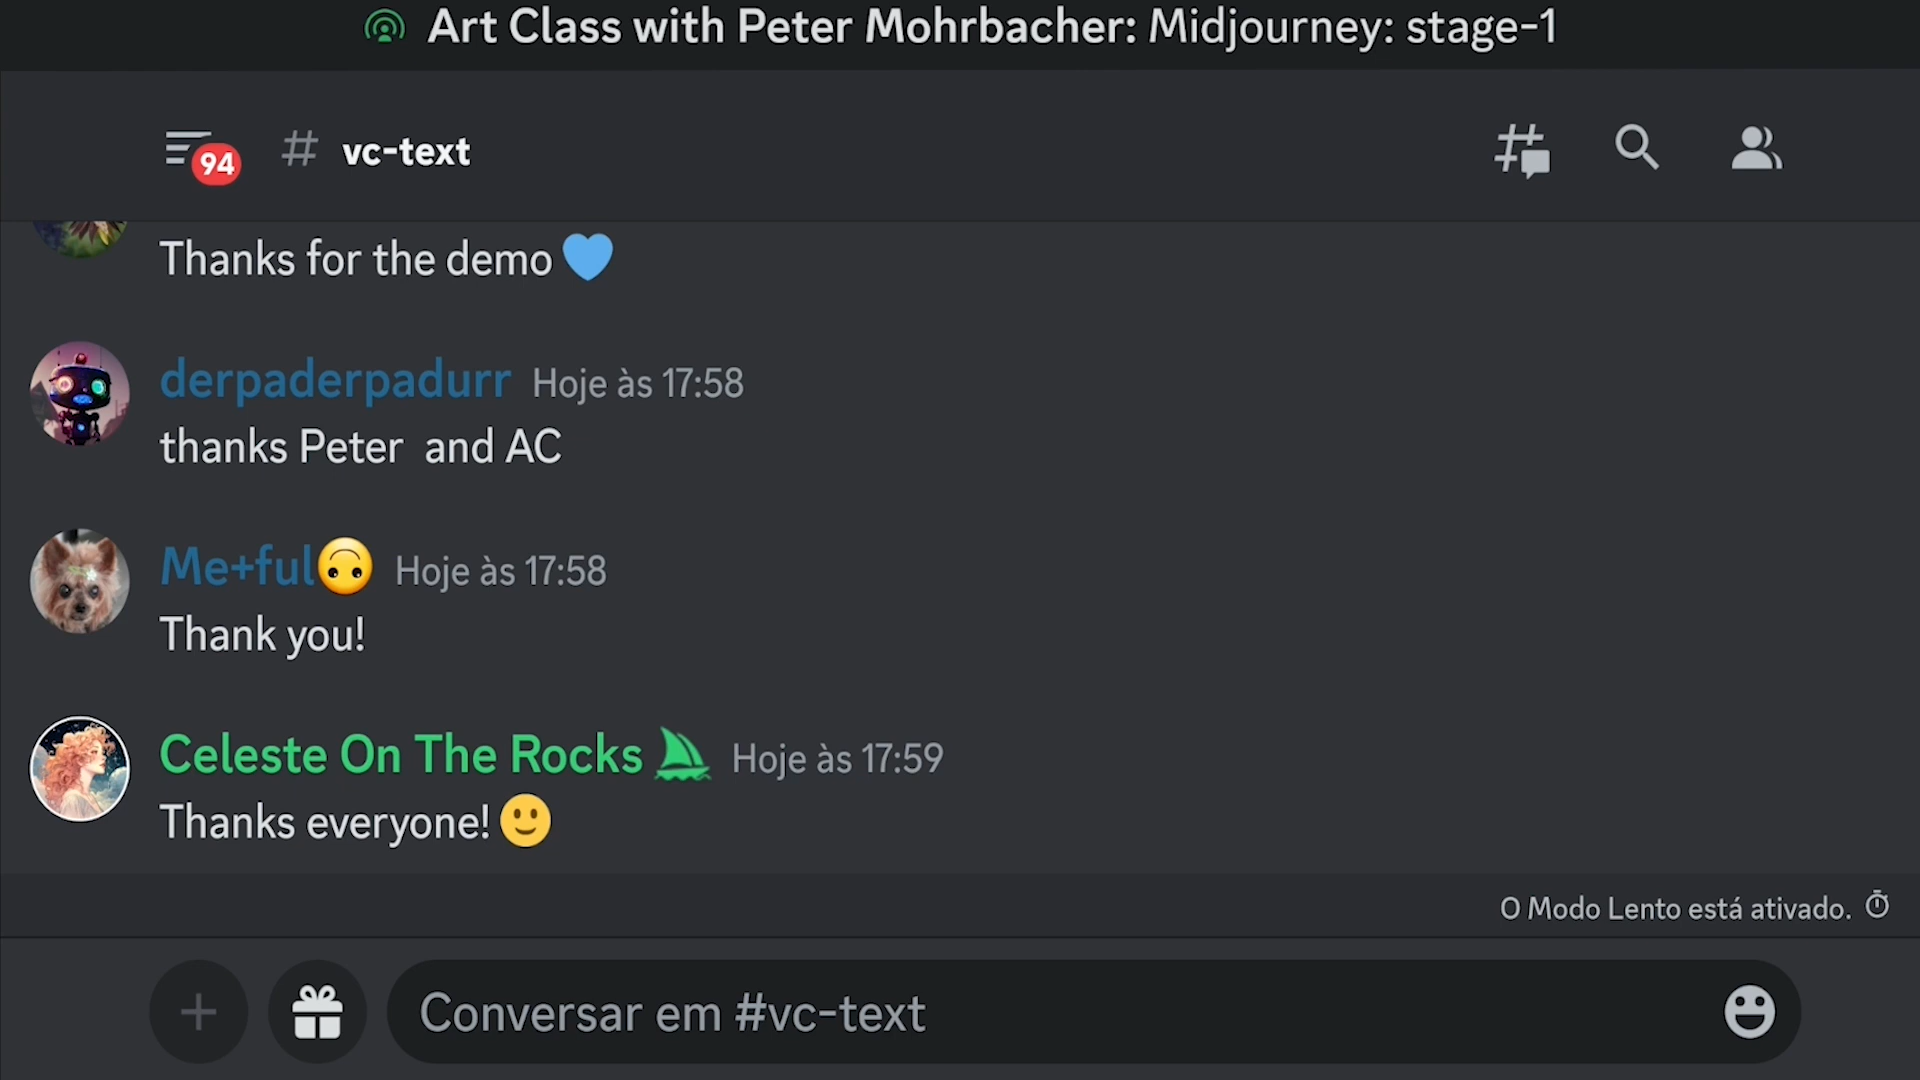 Art Class with Peter Mohrbacher: Midjourney: stage-1
94 # vc-text
Thanks for the demo 💙
derpaderpadurr Hoje às 17:58
thanks Peter  and AC
Me+ful🙃 Hoje às 17:58
Thank you!
Celeste On The Rocks Hoje às 17:59
Thanks everyone! 🙂
O Modo Lento está ativado.
Conversar em #vc-text